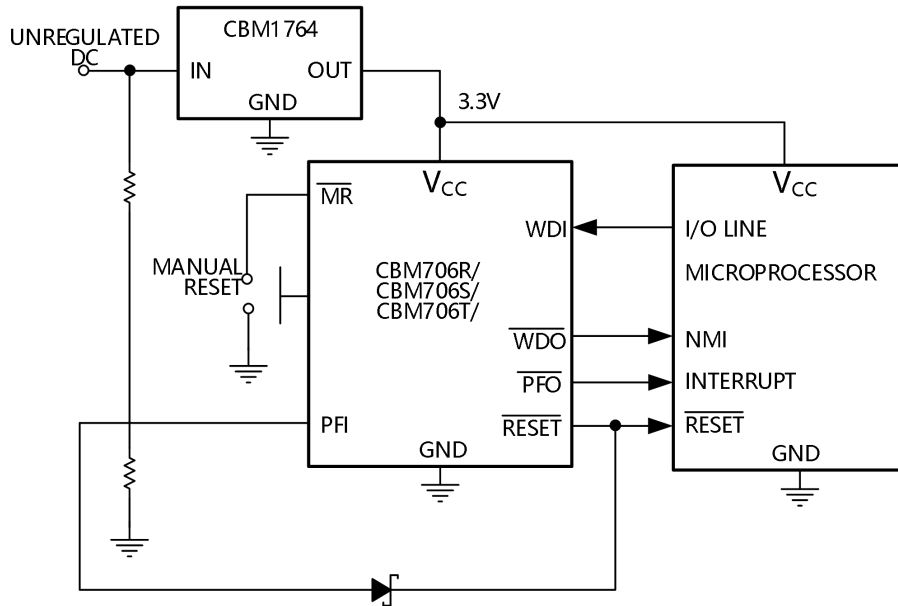 UNREGULATED
DC
CBM1764
IN
OUT
GND
3.3V
MR
VCC
WDI
MANUAL
RESET
CBM706R/
CBM706S/
CBM706T/
WDO
PFO
RESET
PFI
GND
VCC
I/O LINE
MICROPROCESSOR
NMI
INTERRUPT
RESET
GND